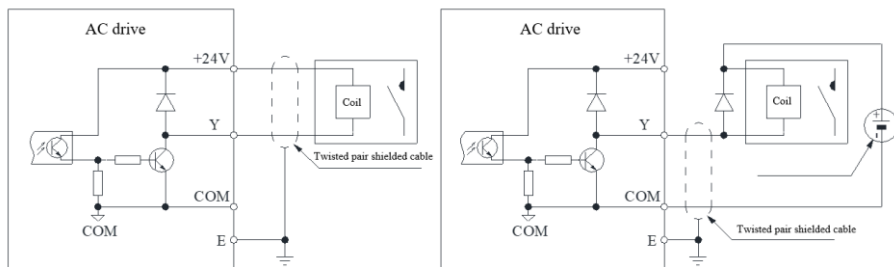 AC drive
+24V
Coil
Y
Twisted pair shielded cable
COM
COM
E
AC drive
+24V
Coil
+
Y
-
COM
COM
Twisted pair shielded cable
E